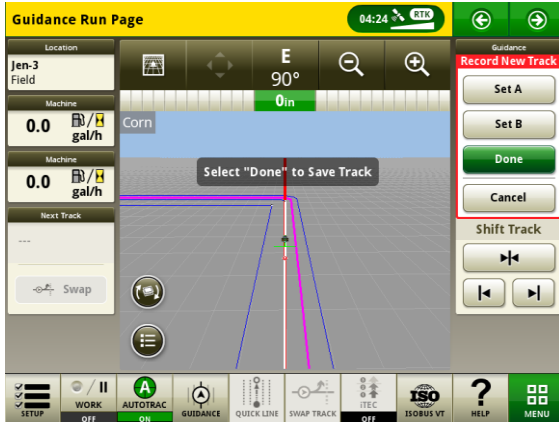 Guidance Run Page
04:24 RTK
Location
Jen-3
Field
Machine
0.0 gal/h
Machine
0.0 gal/h
Next Track
---
Swap
E
90°
0in
Corn
Select "Done" to Save Track
Guidance
Record New Track
Set A
Set B
Done
Cancel
Shift Track
SETUP
WORK
OFF
A
AUTOTRAC
ON
GUIDANCE
QUICK LINE
SWAP TRACK
iTEC
OFF
ISO
ISOBUS VT
?
HELP
MENU